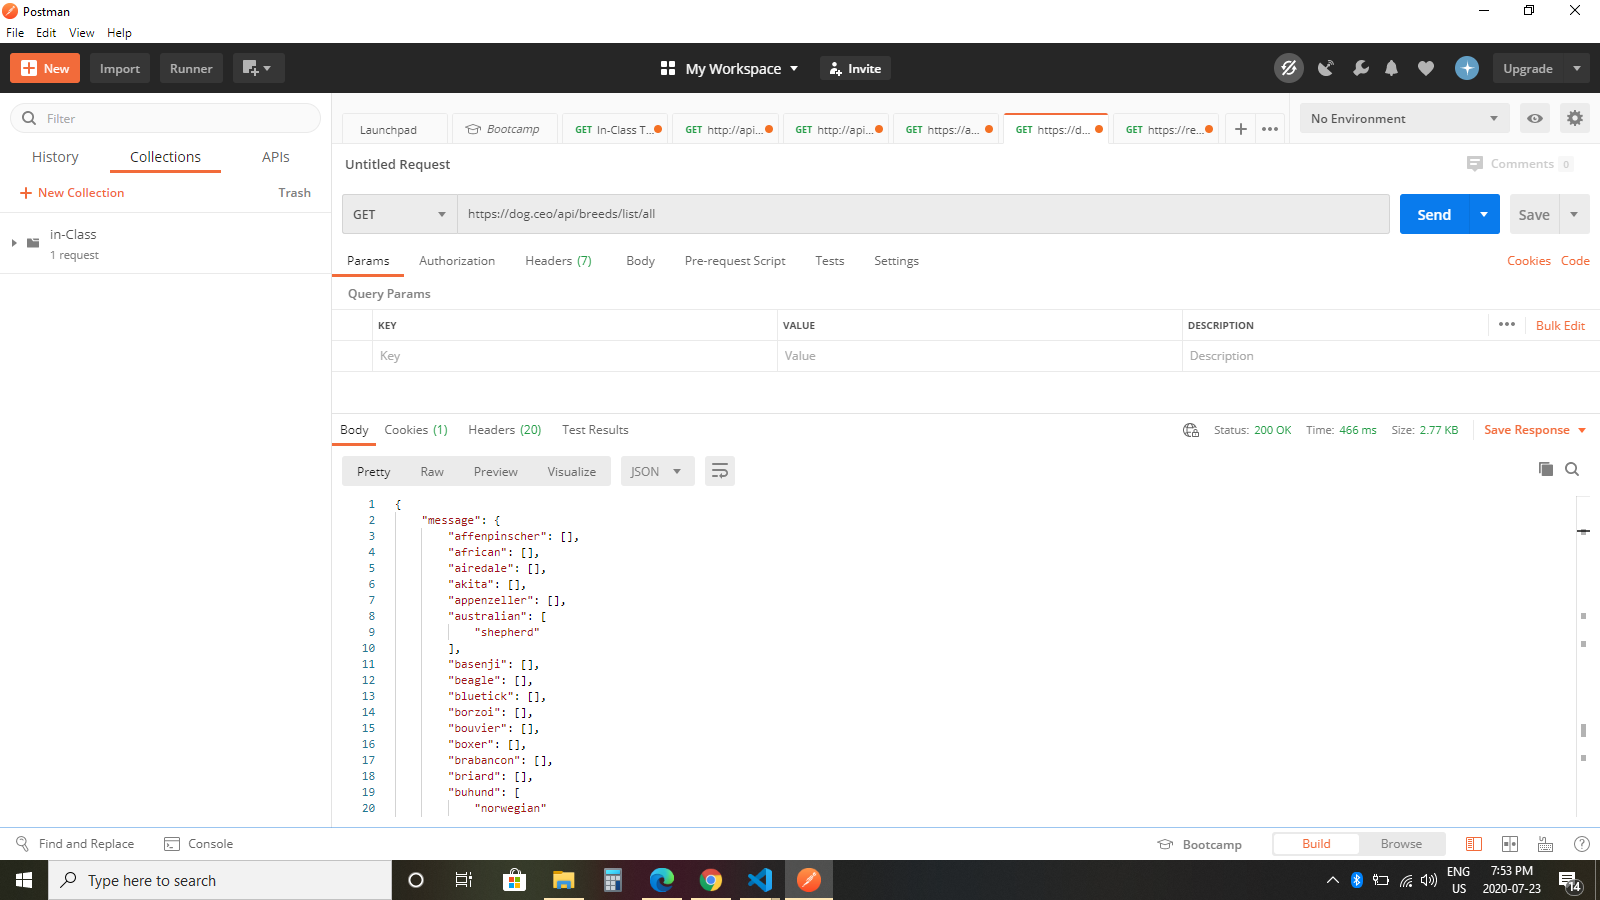 Postman
File Edit View Help
New Import Runner My Workspace Invite Upgrade
Filter
History Collections APIs
New Collection Trash
in-Class
1 request
Launchpad Bootcamp GET In-Class T... GET http://api... GET http://api... GET https://a... GET https://d... GET https://re... No Environment
Untitled Request Comments 0
GET https://dog.ceo/api/breeds/list/all Send Save
Params Authorization Headers (7) Body Pre-request Script Tests Settings Cookies Code
Query Params
KEY VALUE DESCRIPTION Bulk Edit
Key Value Description
Body Cookies (1) Headers (20) Test Results Status: 200 OK Time: 466 ms Size: 2.77 KB Save Response
Pretty Raw Preview Visualize JSON
1 {
2 "message": {
3 "affenpinscher": [],
4 "african": [],
5 "airedale": [],
6 "akita": [],
7 "appenzeller": [],
8 "australian": [
9 "shepherd"
10 ],
11 "basenji": [],
12 "beagle": [],
13 "bluetick": [],
14 "borzoi": [],
15 "bouvier": [],
16 "boxer": [],
17 "brabancon": [],
18 "briard": [],
19 "buhund": [
20 "norwegian"
Find and Replace Console Bootcamp Build Browse
Type here to search ENG 7:53 PM
US 2020-07-23 14